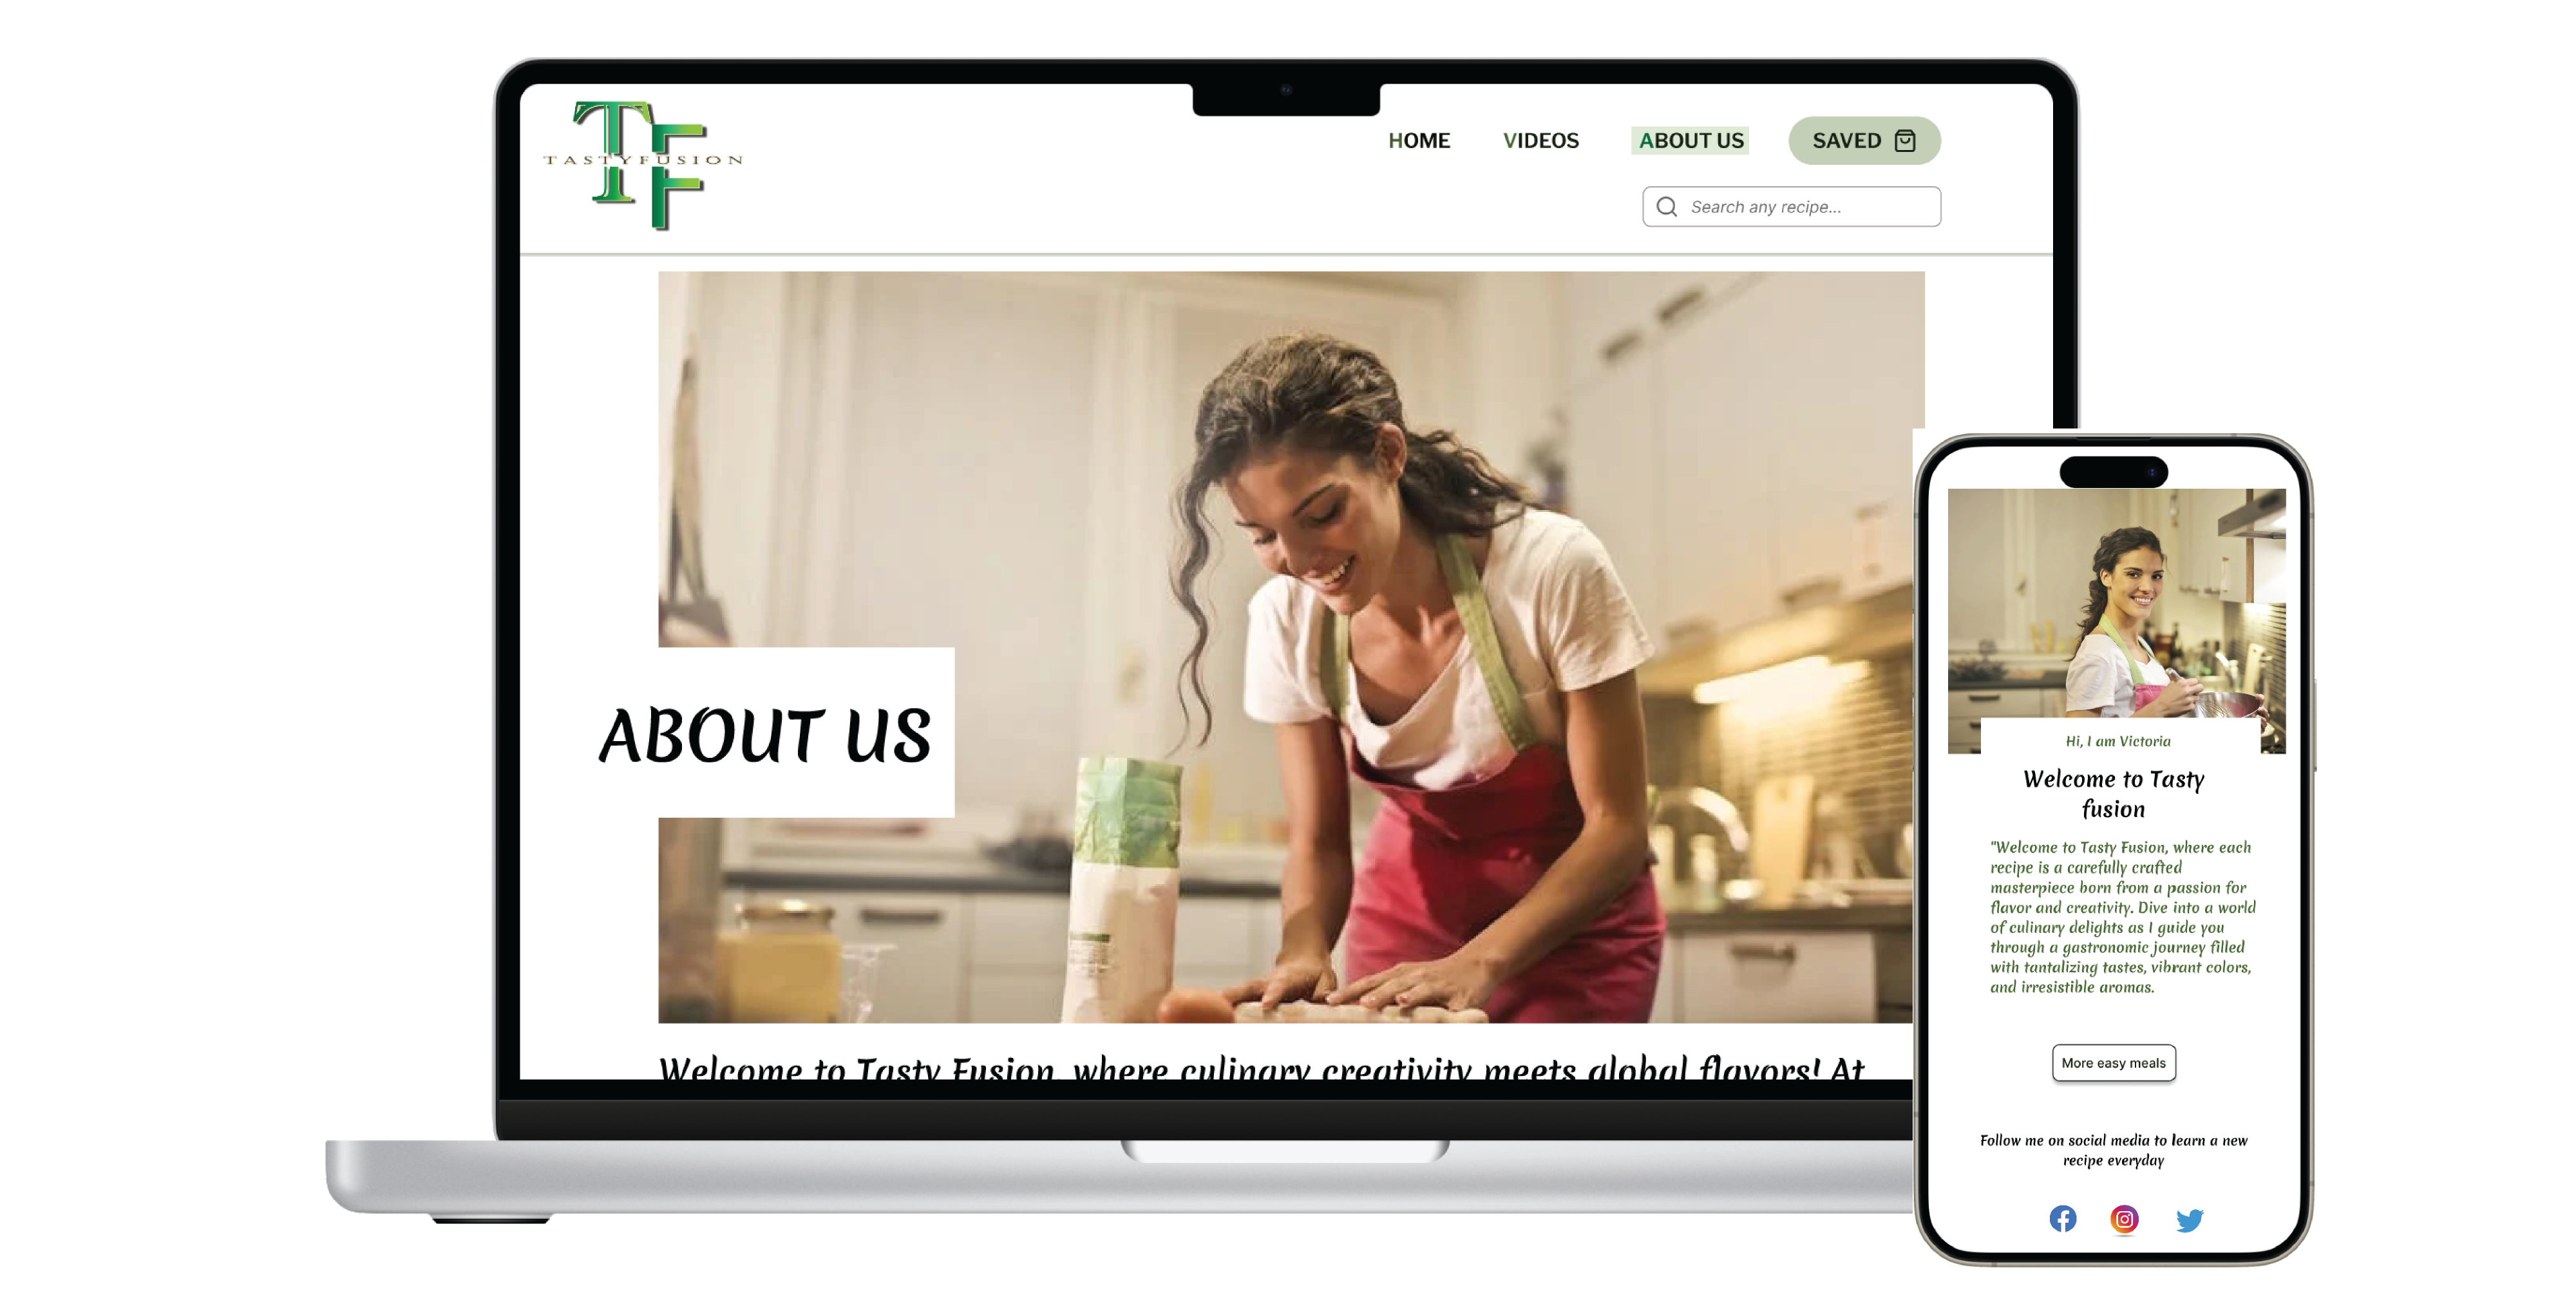 TF
TASTYFUSION
HOME
VIDEOS
ABOUT US
SAVED
Search any recipe...
ABOUT US
Welcome to Tasty Fusion, where culinary creativity meets global flavors! At
Hi, I am Victoria
Welcome to Tasty
fusion
"Welcome to Tasty Fusion, where each
recipe is a carefully crafted
masterpiece born from a passion for
flavor and creativity. Dive into a world
of culinary delights as I guide you
through a gastronomic journey filled
with tantalizing tastes, vibrant colors,
and irresistible aromas.
More easy meals
Follow me on social media to learn a new
recipe everyday